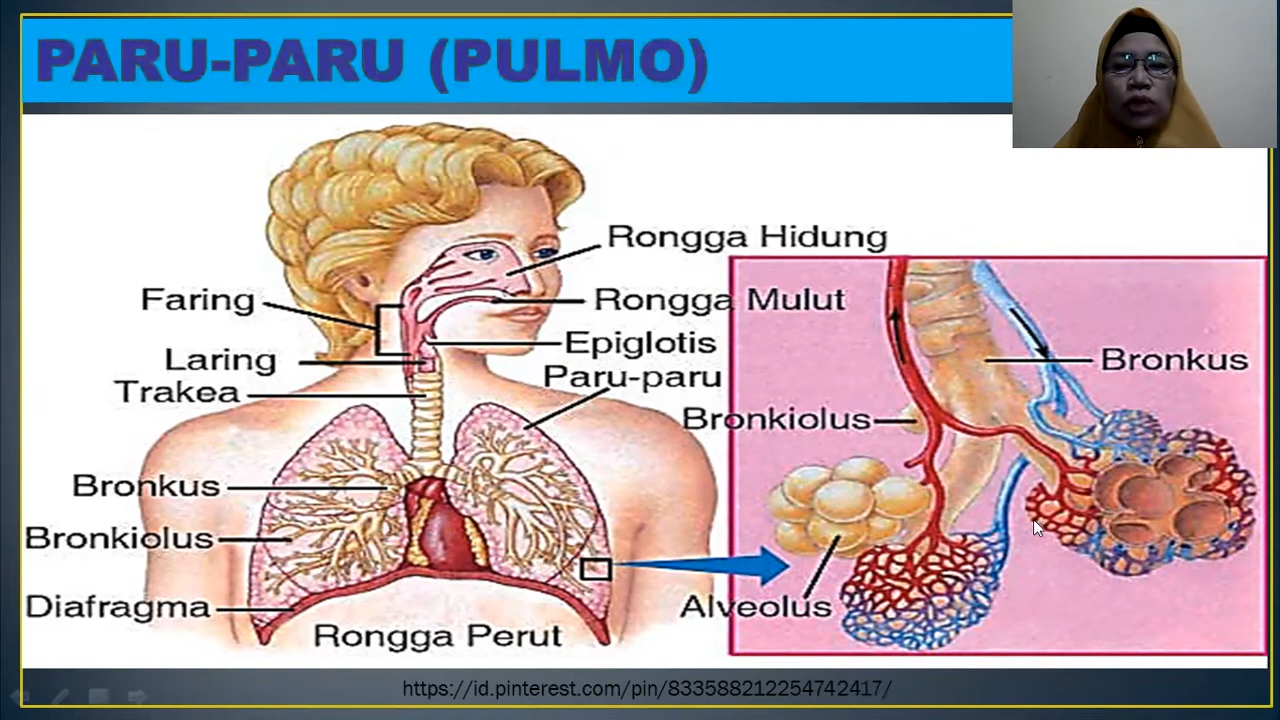 PARU-PARU (PULMO)
Rongga Hidung
Faring
Rongga Mulut
Epiglotis
Laring
Paru-paru
Trakea
Bronkus
Bronkiolus
Bronkus
Bronkiolus
Diafragma
Alveolus
Rongga Perut
https://id.pinterest.com/pin/833588212254742417/